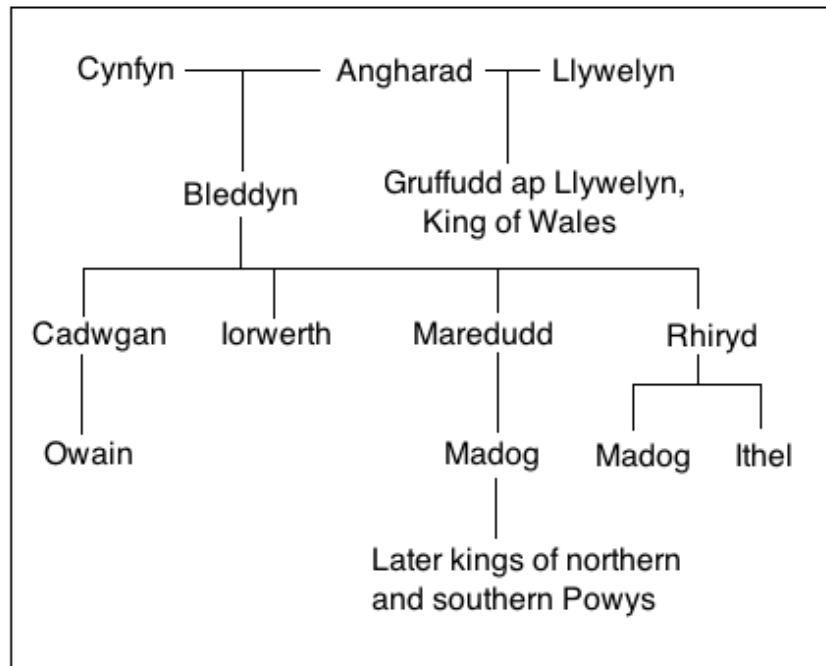 Cynfyn Angharad Llywelyn
Bleddyn
Gruffudd ap Llywelyn,
King of Wales
Cadwgan Iorwerth Maredudd Rhiryd
Owain Madog Madog Ithel
Later kings of northern
and southern Powys